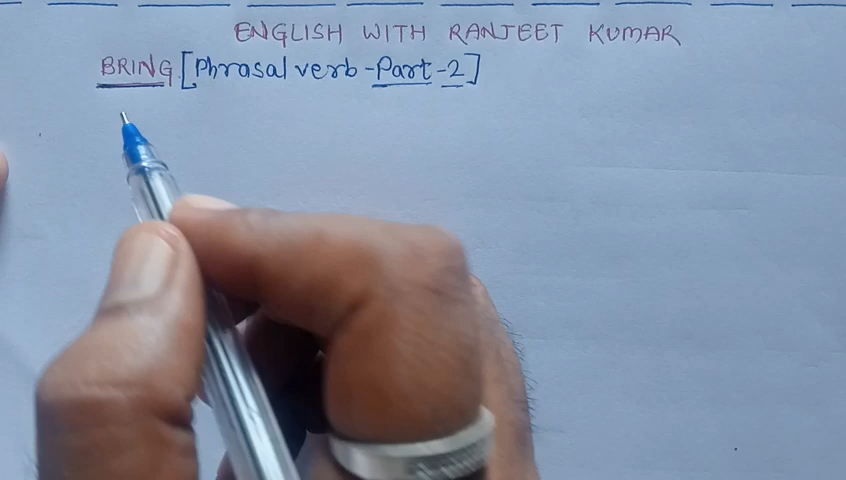 ENGLISH WITH RANJEET KUMAR
BRING [Phrasal verb - Part - 2]